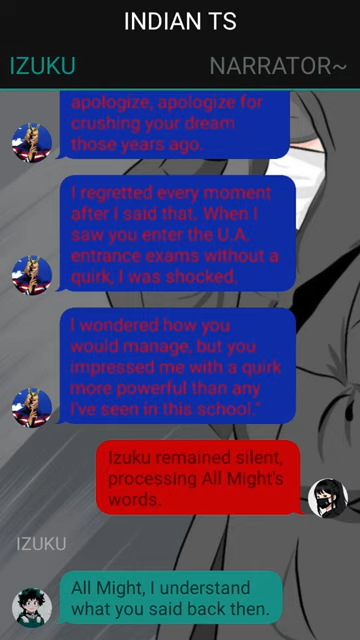 INDIAN TS
IZUKU
NARRATOR~
apologize, apologize for
crushing your dream
those years ago.
I regretted every moment
after I said that. When I
saw you enter the U.A.
entrance exams without a
quirk, I was shocked.
I wondered how you
would manage, but you
impressed me with a quirk
more powerful than any
I've seen in this school."
Izuku remained silent,
processing All Might's
words.
IZUKU
All Might, I understand
what you said back then.